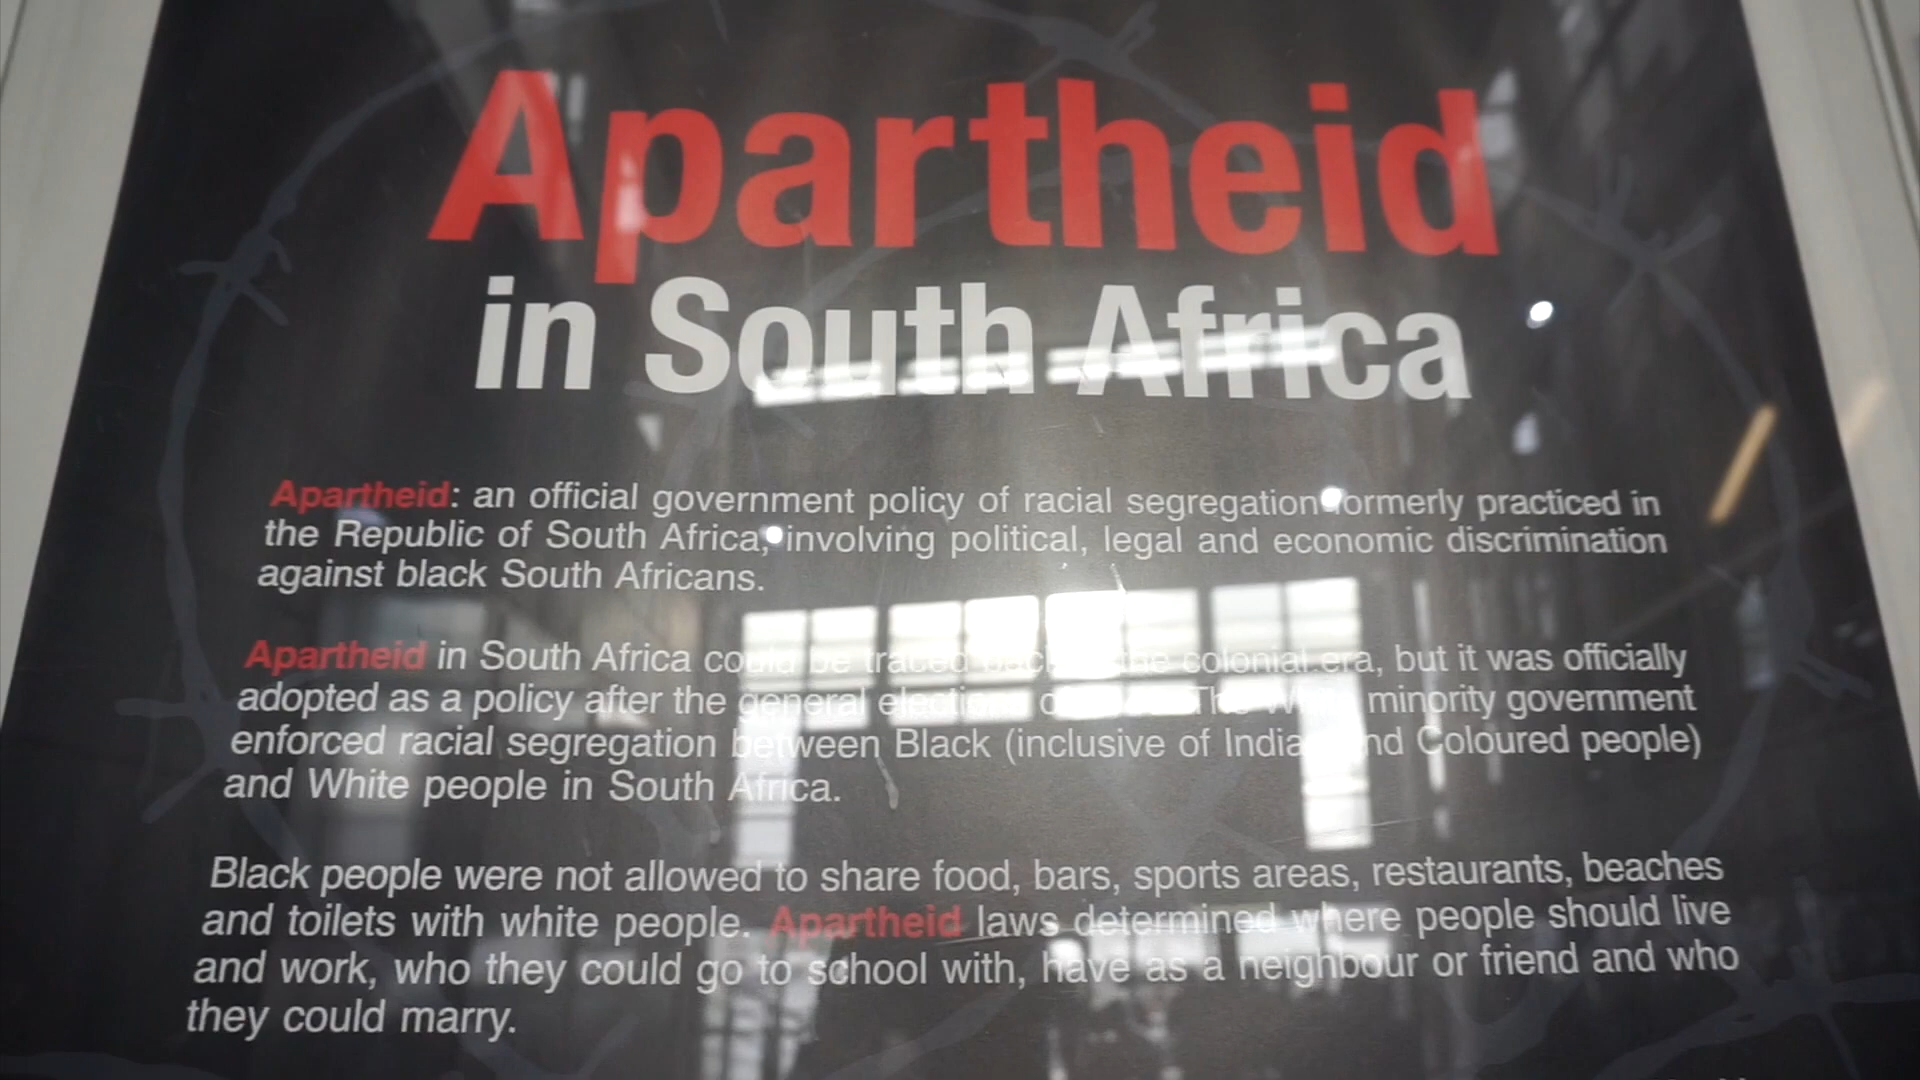 Apartheid
in South Africa
Apartheid: an official government policy of racial segregation formerly practiced in
the Republic of South Africa, involving political, legal and economic discrimination
against black South Africans.
Apartheid in South Africa could be traced back the colonial era, but it was officially
adopted as a policy after the general elections The White minority government
enforced racial segregation between Black (inclusive of Indian and Coloured people)
and White people in South Africa.
Black people were not allowed to share food, bars, sports areas, restaurants, beaches
and toilets with white people. Apartheid laws determined where people should live
and work, who they could go to school with, have as a neighbour or friend and who
they could marry.